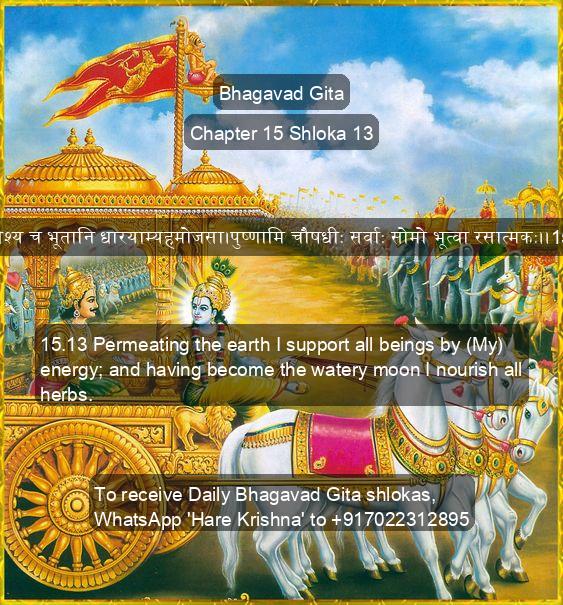 Bhagavad Gita
Chapter 15 Shloka 13
श्य च भूतानि धारयाम्यहमोजसा।पुष्णामि चौषधीः सर्वाः सोमो भूत्वा रसात्मकः।।1
15.13 Permeating the earth I support all beings by (My)
energy; and having become the watery moon I nourish all
herbs.
To receive Daily Bhagavad Gita shlokas,
WhatsApp 'Hare Krishna' to +917022312895